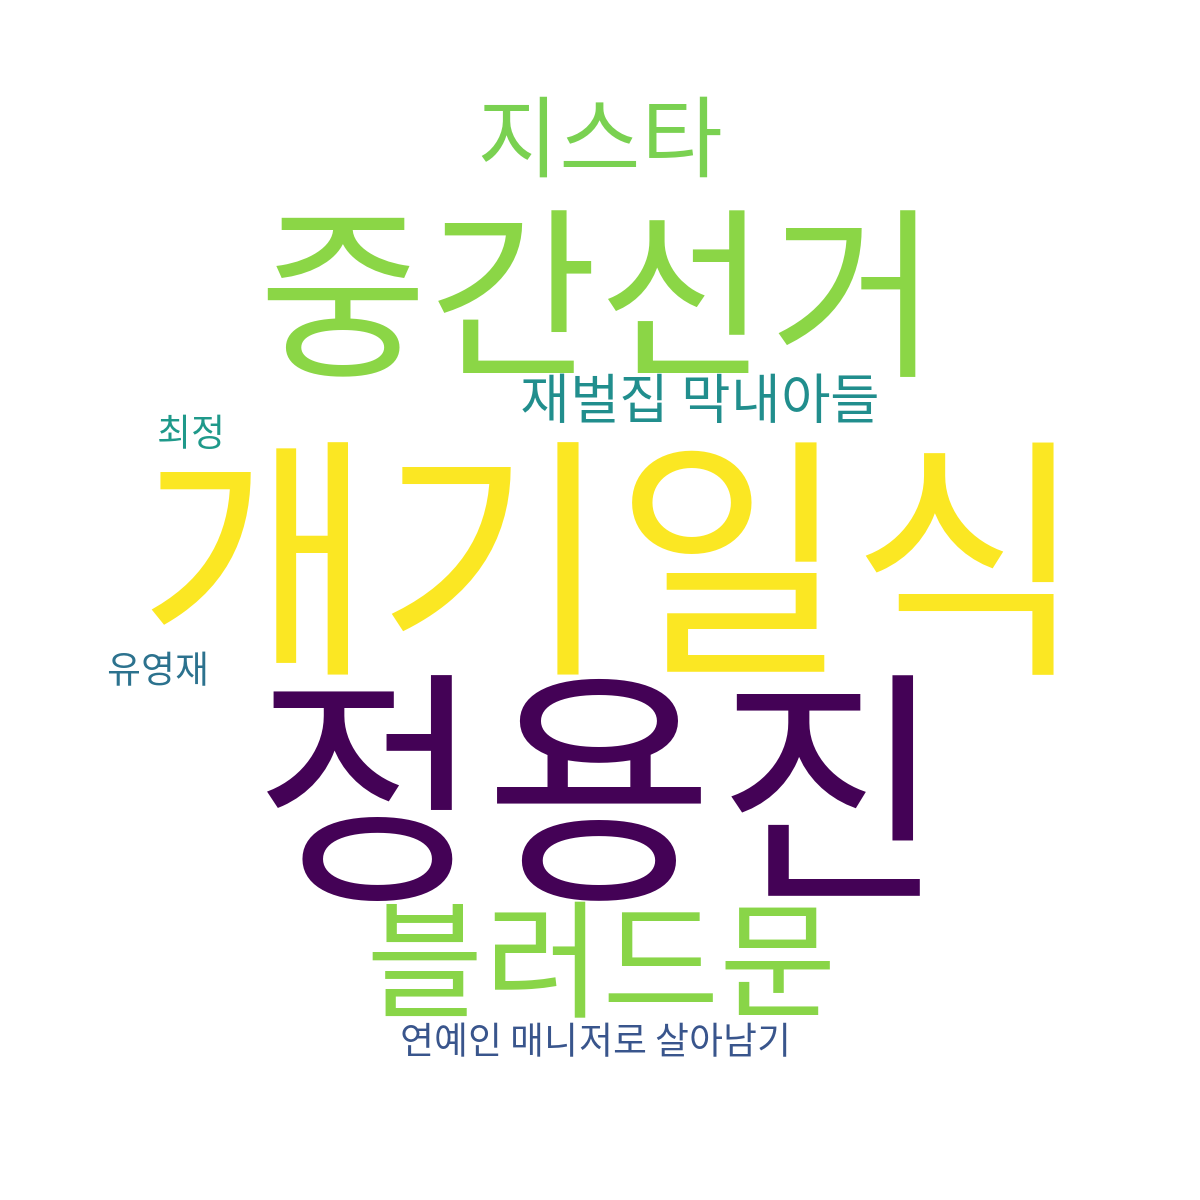 지스타
중간선거
재벌집 막내아들
최정
개기일식
유영재
정용진
블러드문
연예인 매니저로 살아남기